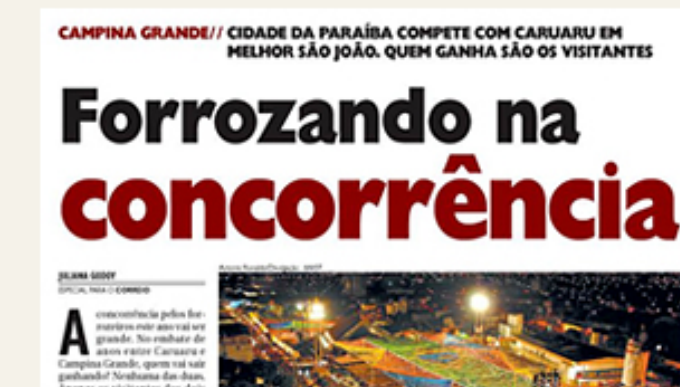 CAMPINA GRANDE// CIDADE DA PARAÍBA COMPETE COM CARUARU EM
MELHOR SÃO JOÃO. QUEM GANHA SÃO OS VISITANTES
Forrozando na
concorrência
JULIANA GODOY
ESPECIAL PARA O CORREIO
A concorrência pelos for-
rozeiros este ano vai ser
grande. No embate de
anos entre Caruaru e
Campina Grande, quem vai sair
ganhando? Nenhuma das duas.